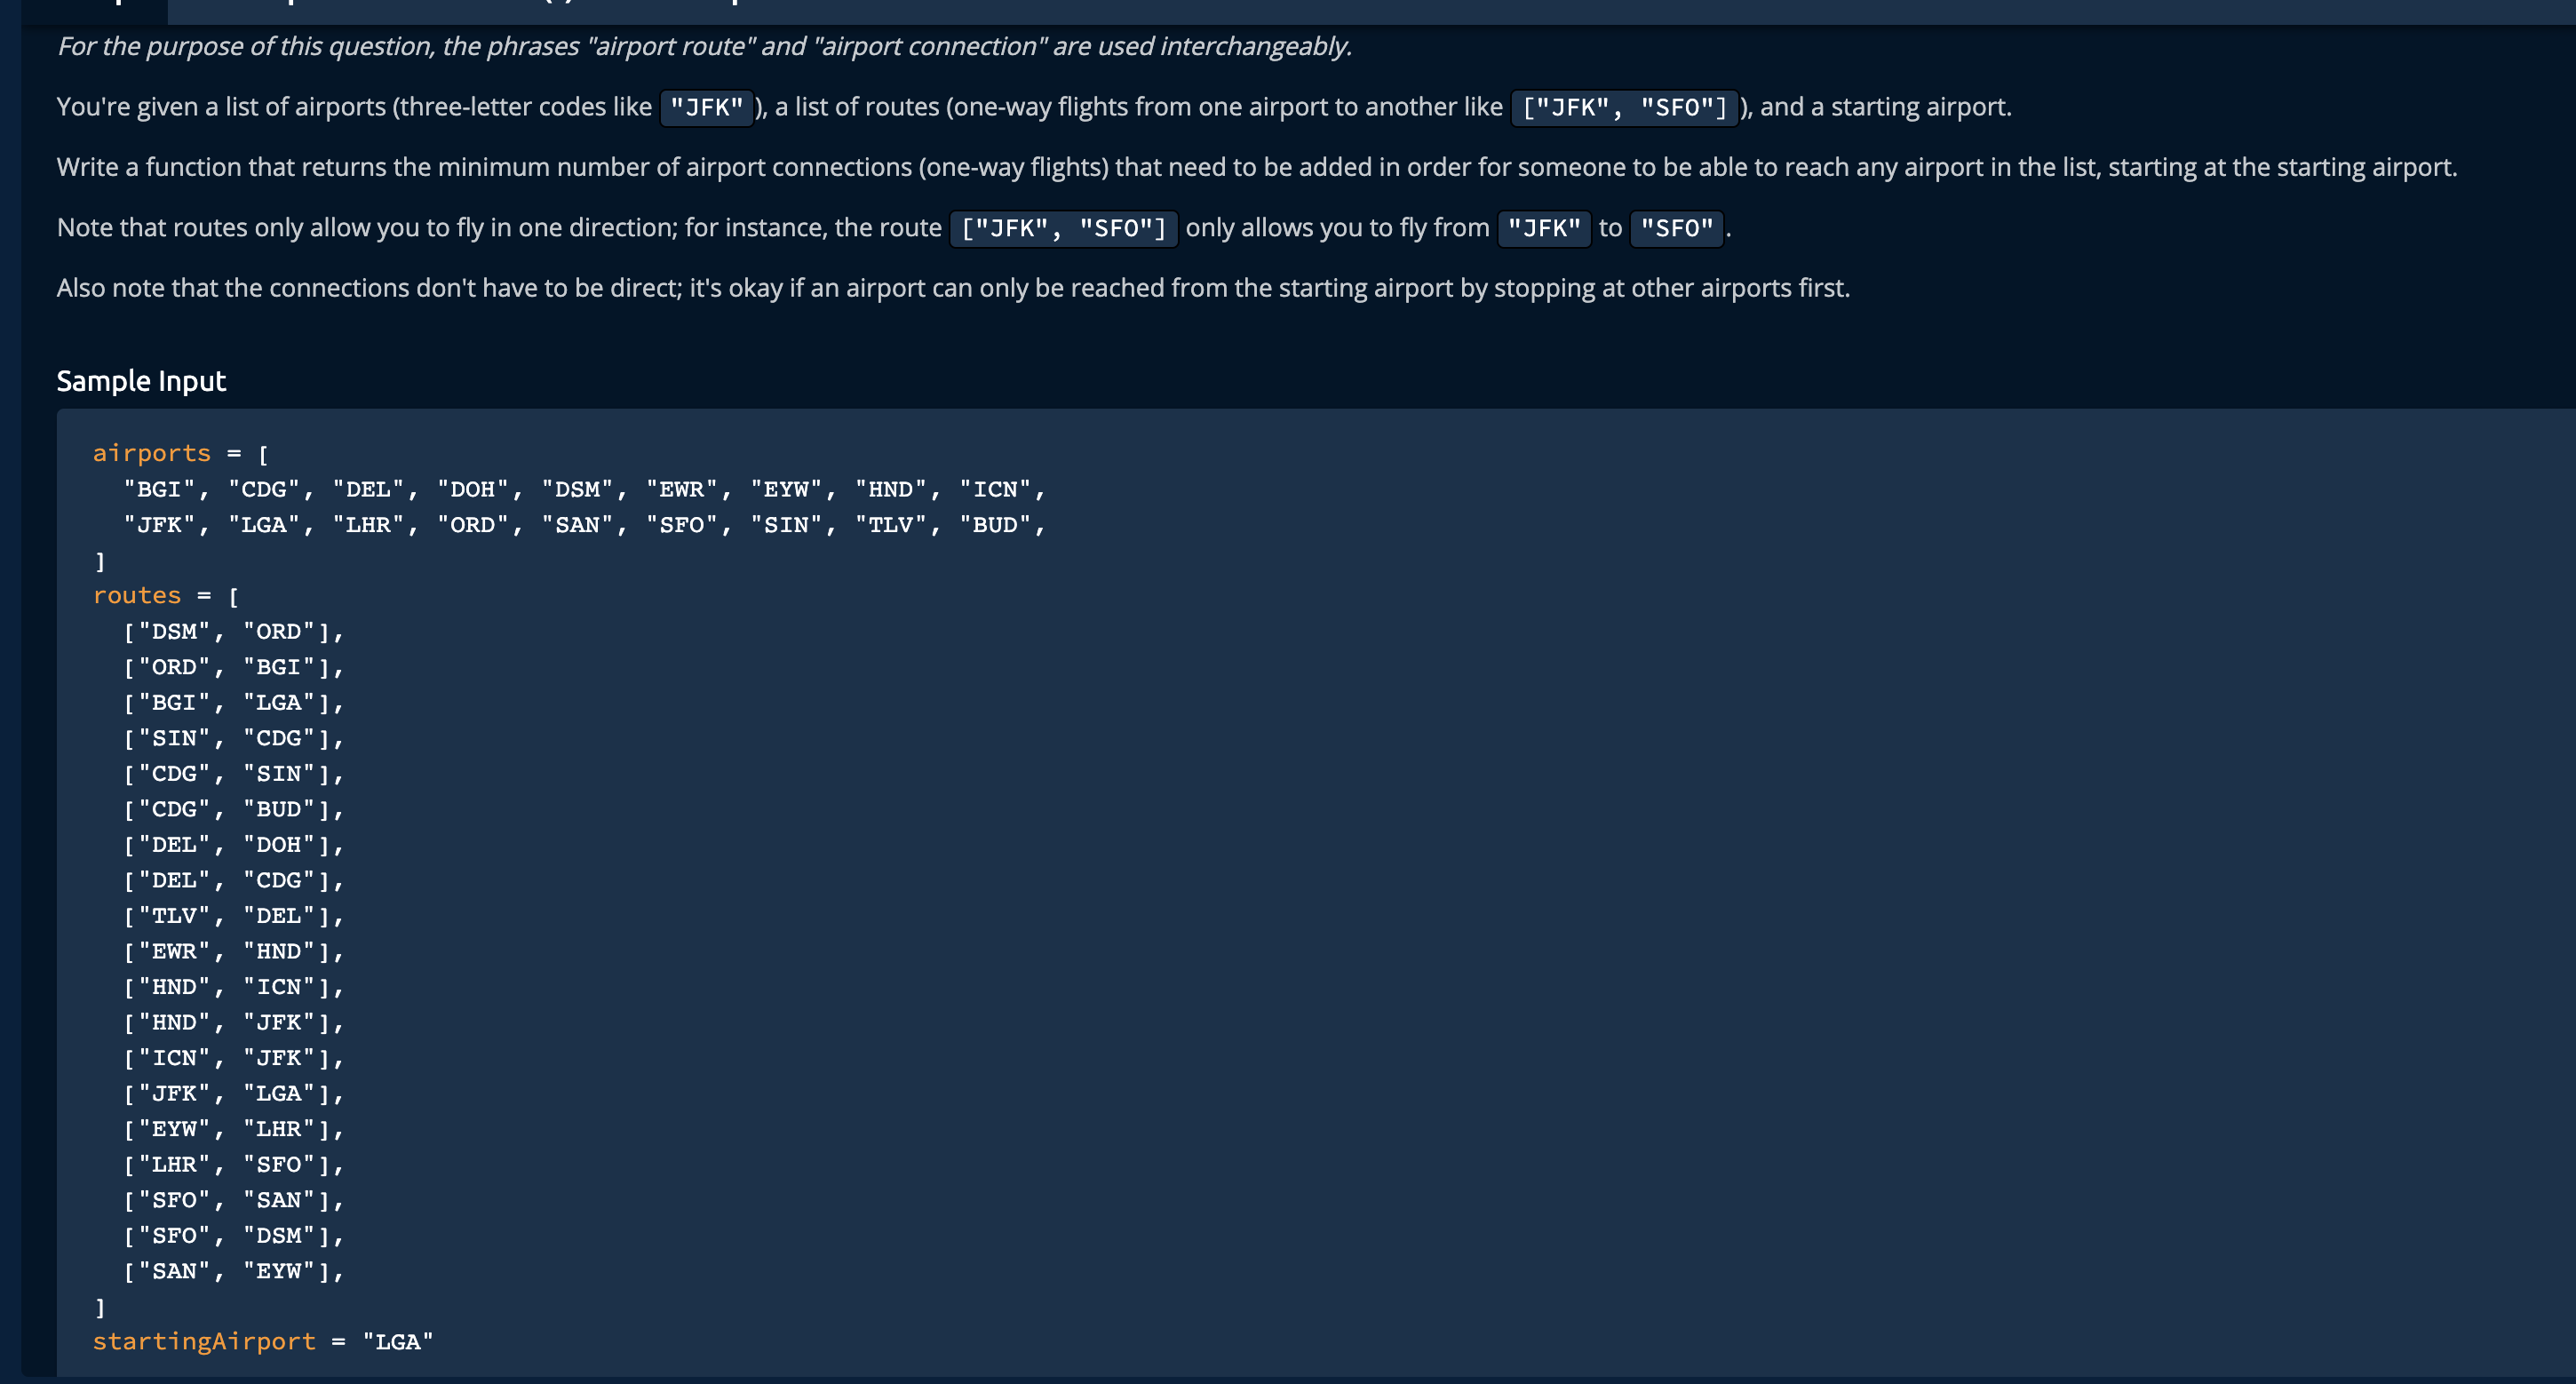 For the purpose of this question, the phrases "airport route" and "airport connection" are used interchangeably.
You're given a list of airports (three-letter codes like "JFK"), a list of routes (one-way flights from one airport to another like ["JFK", "SFO"]), and a starting airport.
Write a function that returns the minimum number of airport connections (one-way flights) that need to be added in order for someone to be able to reach any airport in the list, starting at the starting airport.
Note that routes only allow you to fly in one direction; for instance, the route ["JFK", "SFO"] only allows you to fly from "JFK" to "SFO".
Also note that the connections don't have to be direct; it's okay if an airport can only be reached from the starting airport by stopping at other airports first.
Sample Input
airports = [
"BGI", "CDG", "DEL", "DOH", "DSM", "EWR", "EYW", "HND", "ICN",
"JFK", "LGA", "LHR", "ORD", "SAN", "SFO", "SIN", "TLV", "BUD",
]
routes = [
["DSM", "ORD"],
["ORD", "BGI"],
["BGI", "LGA"],
["SIN", "CDG"],
["CDG", "SIN"],
["CDG", "BUD"],
["DEL", "DOH"],
["DEL", "CDG"],
["TLV", "DEL"],
["EWR", "HND"],
["HND", "ICN"],
["HND", "JFK"],
["ICN", "JFK"],
["JFK", "LGA"],
["EYW", "LHR"],
["LHR", "SFO"],
["SFO", "SAN"],
["SFO", "DSM"],
["SAN", "EYW"],
]
startingAirport = "LGA"